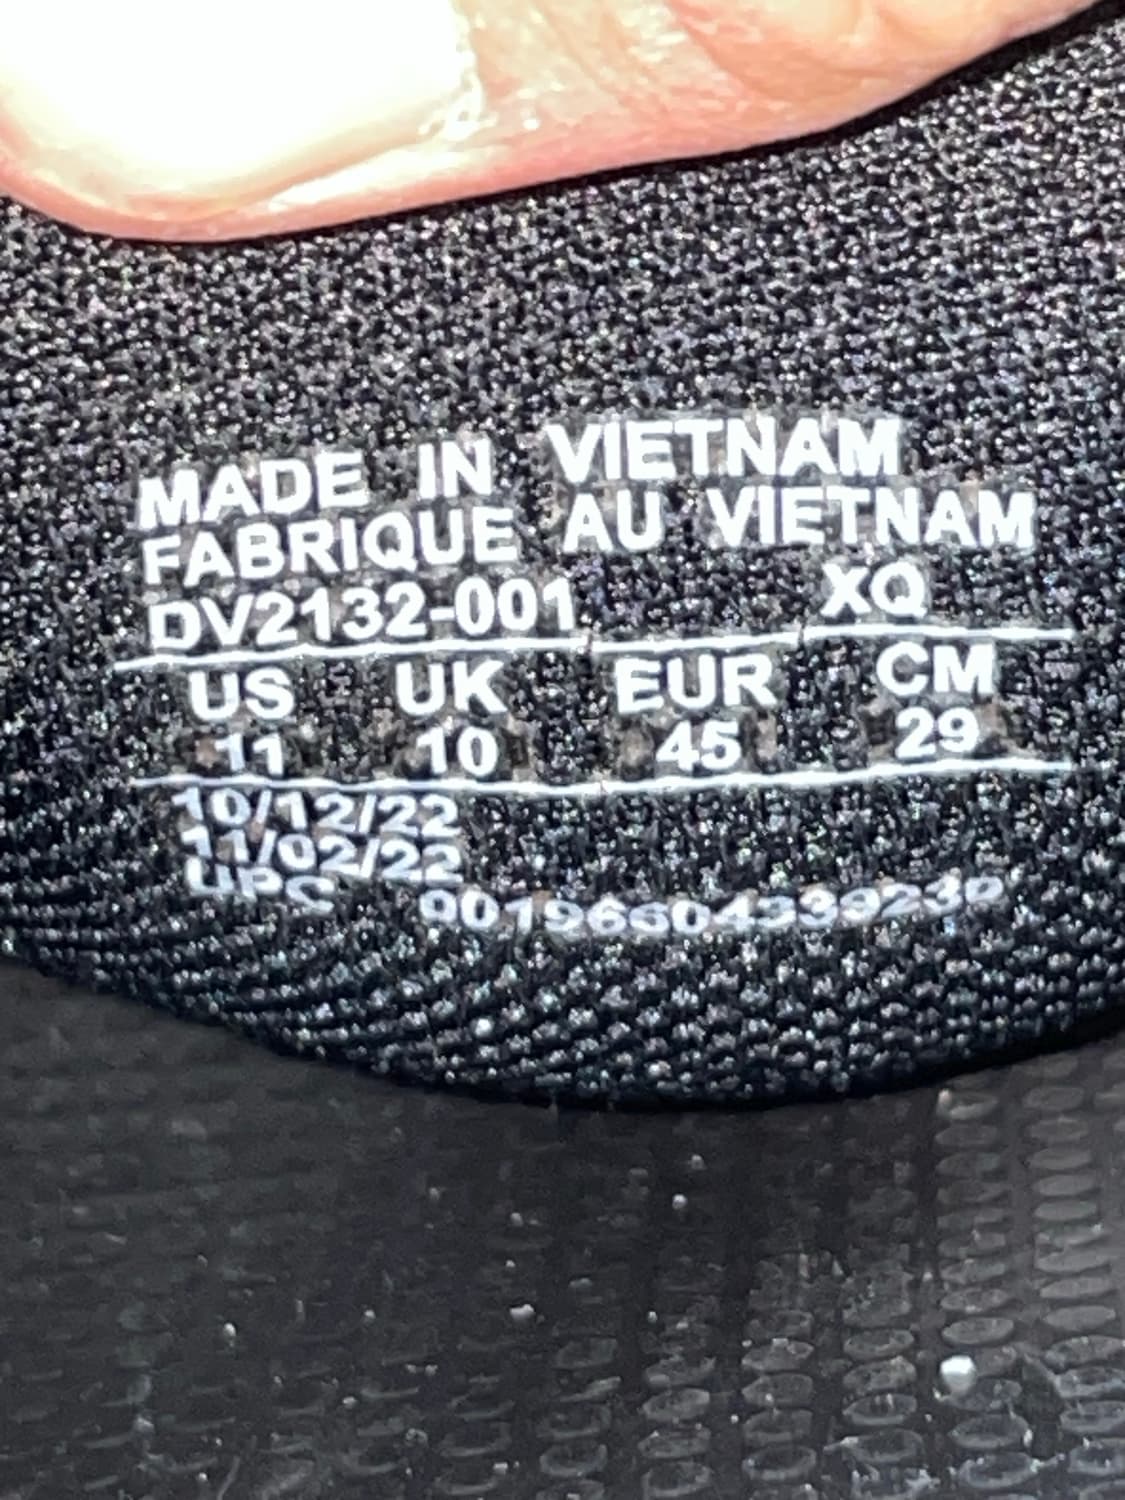 MADE IN VIETNAM
FABRIQUE AU VIETNAM
DV2132-001 XQ
US UK EUR CM
11 10 45 29
10/12/22
11/02/22
UPC